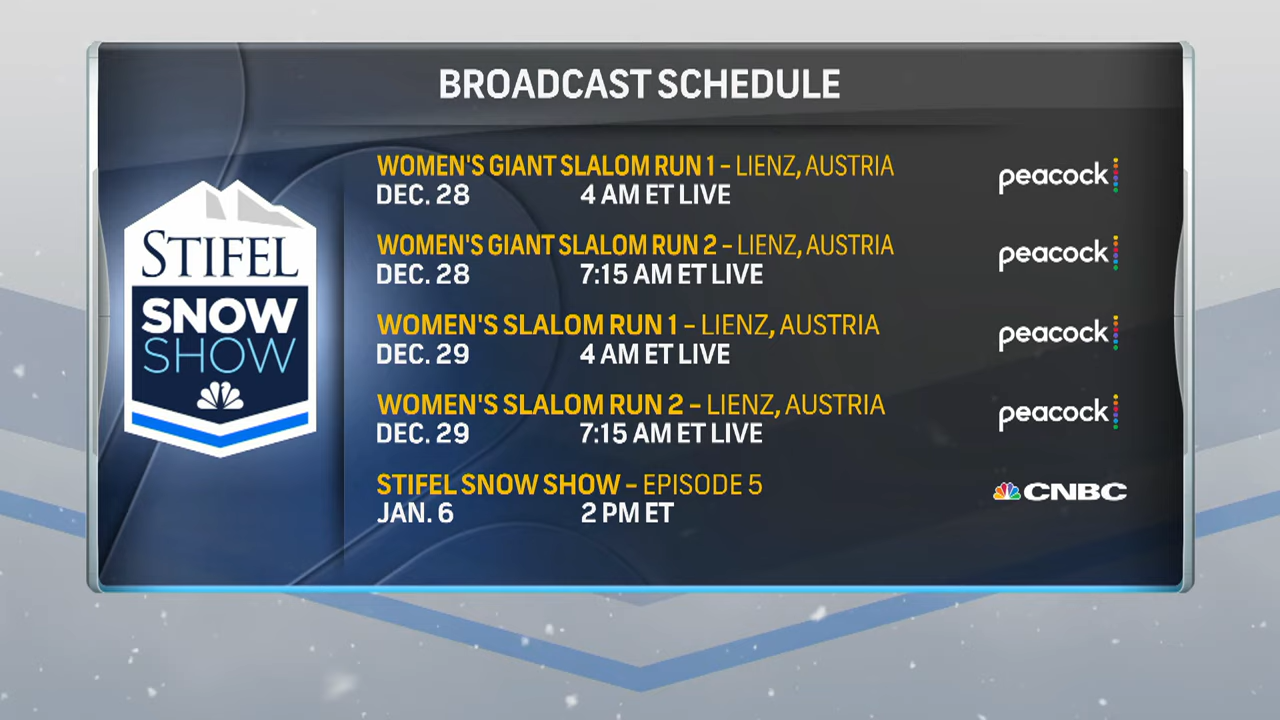 BROADCAST SCHEDULE
STIFEL
SNOW
SHOW
WOMEN'S GIANT SLALOM RUN 1 – LIENZ, AUSTRIA
DEC. 28 4 AM ET LIVE
peacock
WOMEN'S GIANT SLALOM RUN 2 – LIENZ, AUSTRIA
DEC. 28 7:15 AM ET LIVE
peacock
WOMEN'S SLALOM RUN 1 – LIENZ, AUSTRIA
DEC. 29 4 AM ET LIVE
peacock
WOMEN'S SLALOM RUN 2 – LIENZ, AUSTRIA
DEC. 29 7:15 AM ET LIVE
peacock
STIFEL SNOW SHOW – EPISODE 5
JAN. 6 2 PM ET
CNBC